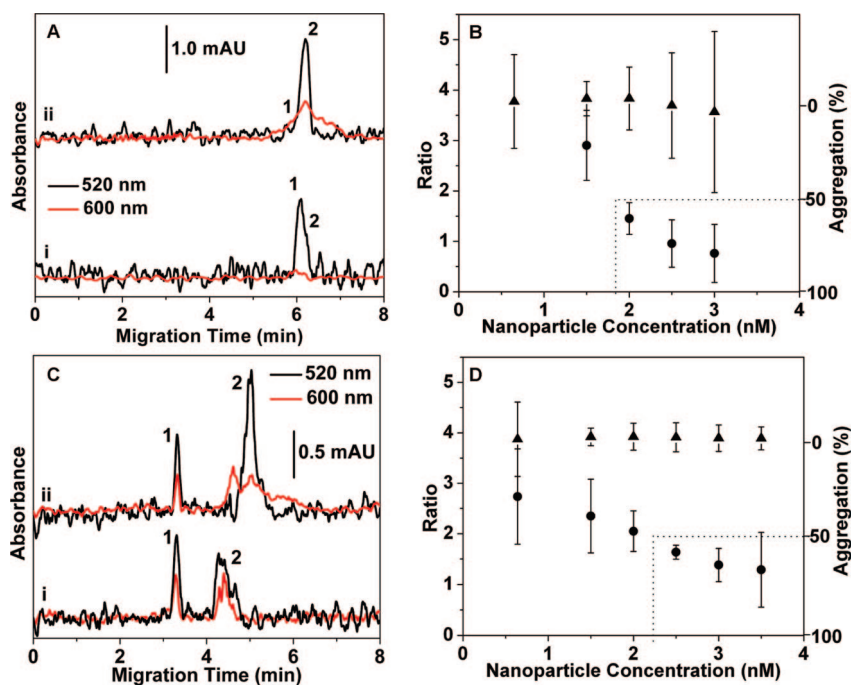 A
1.0 mAU
2
ii
1
520 nm
600 nm
1
2
i
Absorbance
0 2 4 6 8
Migration Time (min)
B
5
4
3
2
1
0
Ratio
0
50
100
Aggregation (%)
1 2 3 4
Nanoparticle Concentration (nM)
C
520 nm
600 nm
2
1
0.5 mAU
ii
1
2
i
Absorbance
0 2 4 6 8
Migration Time (min)
D
5
4
3
2
1
0
Ratio
0
50
100
Aggregation (%)
0 1 2 3 4
Nanoparticle Concentration (nM)